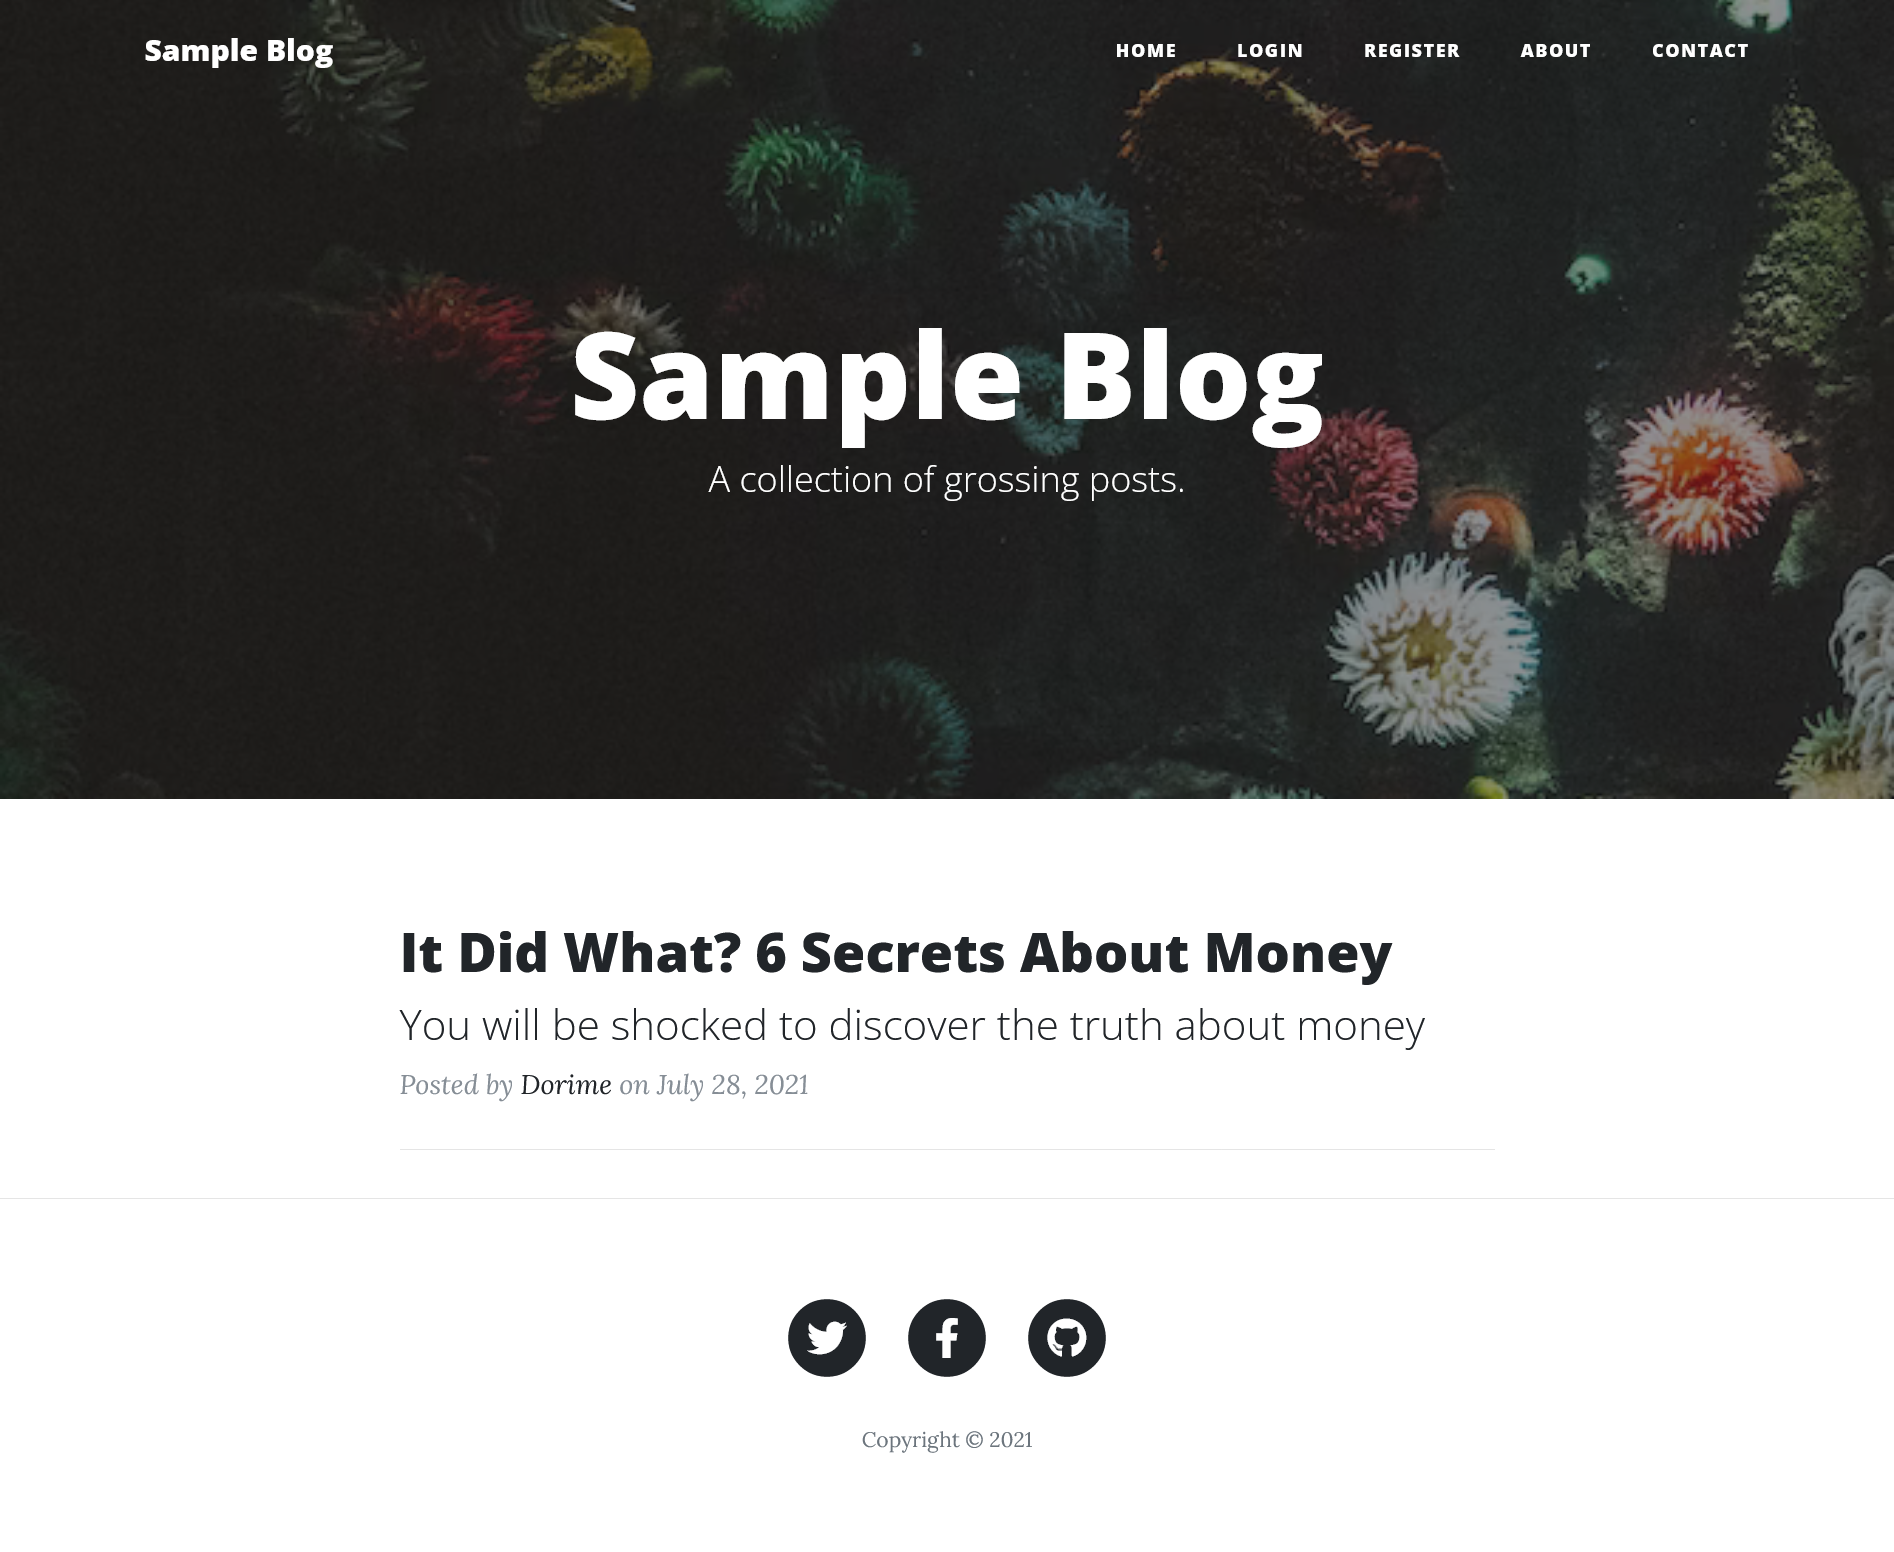 Sample Blog
HOME LOGIN REGISTER ABOUT CONTACT
Sample Blog
A collection of grossing posts.
It Did What? 6 Secrets About Money
You will be shocked to discover the truth about money
Posted by Dorime on July 28, 2021
Copyright © 2021